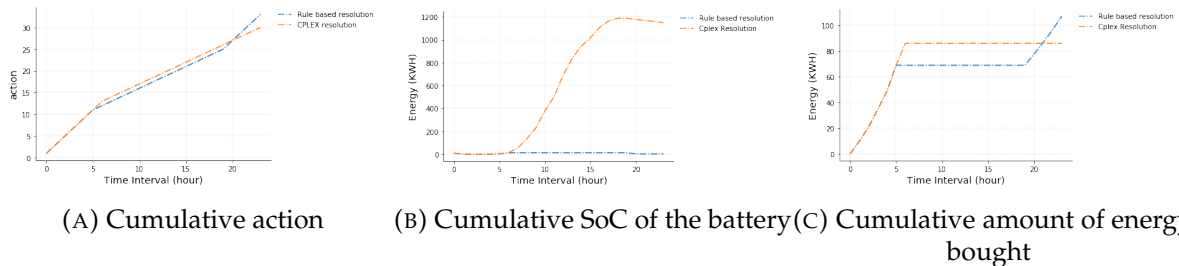 Rule based resolution
CPLEX resolution
30
25
20
15
10
5
0
action
0
5
10
15
20
Time Interval (hour)
(A) Cumulative action
Rule based resolution
Cplex Resolution
1200
1000
800
600
400
200
0
Energy (KWH)
0
5
10
15
20
Time Interval (hour)
(B) Cumulative SoC of the battery
Rule based resolution
Cplex Resolution
100
80
60
40
20
0
Energy (KWH)
0
5
10
15
20
Time Interval (hour)
(C) Cumulative amount of energy
bought